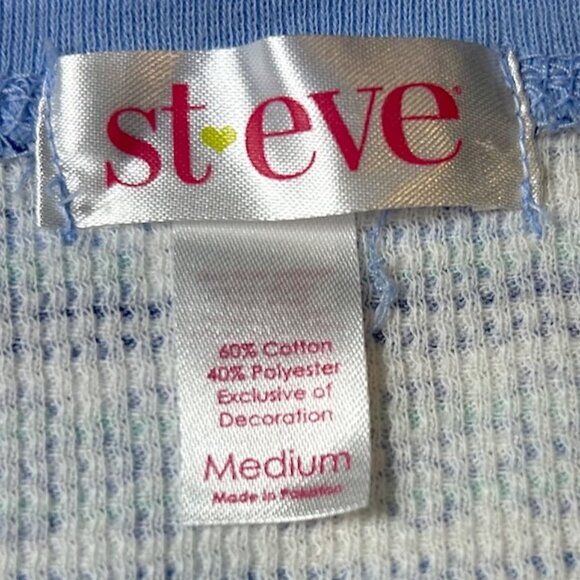 st eve®
60% Cotton
40% Polyester
Exclusive of
Decoration
Medium
Made in Pakistan